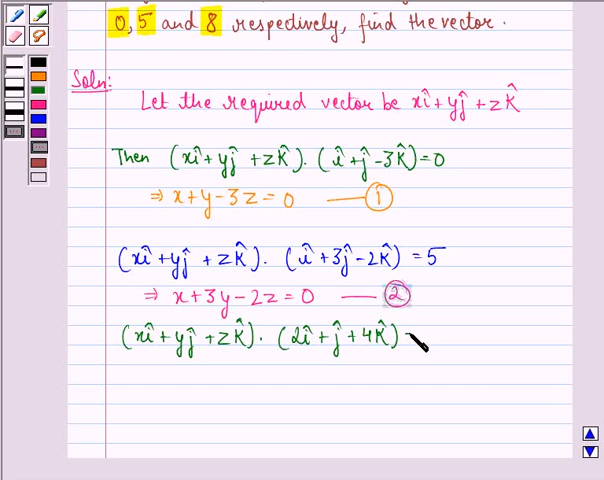 0, 5 and 8 respectively, find the vector.
Soln:
Let the required vector be xî + yĵ + zk̂
Then (xî + yĵ + zk̂). (î + ĵ - 3k̂) = 0
⇒ x + y - 3z = 0 —— ①
(xî + yĵ + zk̂). (î + 3ĵ - 2k̂) = 5
⇒ x + 3y - 2z = 0 —— ②
(xî + yĵ + zk̂). (2î + ĵ + 4k̂)